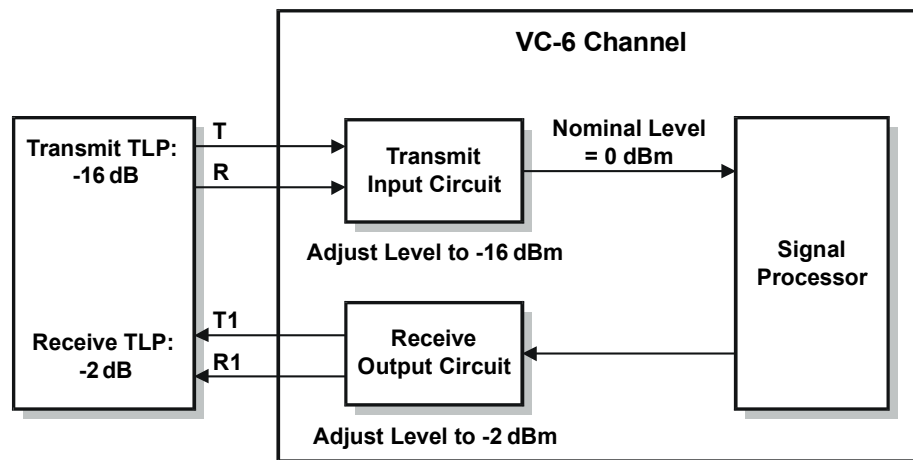 VC-6 Channel
Transmit TLP:
-16 dB
T
R
Transmit
Input Circuit
Nominal Level
= 0 dBm
Adjust Level to -16 dBm
Signal
Processor
Receive TLP:
-2 dB
T1
R1
Receive
Output Circuit
Adjust Level to -2 dBm